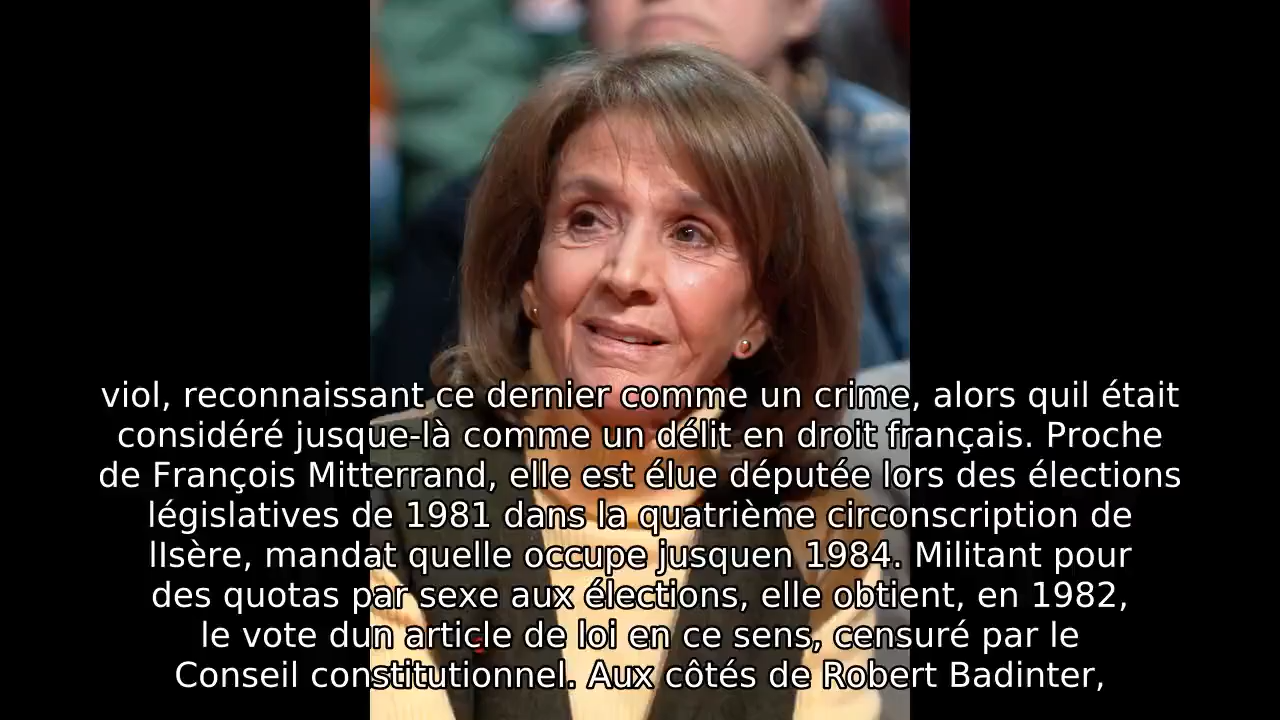 viol, reconnaissant ce dernier comme un crime, alors quil était
considéré jusque-là comme un délit en droit français. Proche
de François Mitterrand, elle est élue députée lors des élections
législatives de 1981 dans la quatrième circonscription de
lIsère, mandat quelle occupe jusquen 1984. Militant pour
des quotas par sexe aux élections, elle obtient, en 1982,
le vote dun article de loi en ce sens, censuré par le
Conseil constitutionnel. Aux côtés de Robert Badinter,